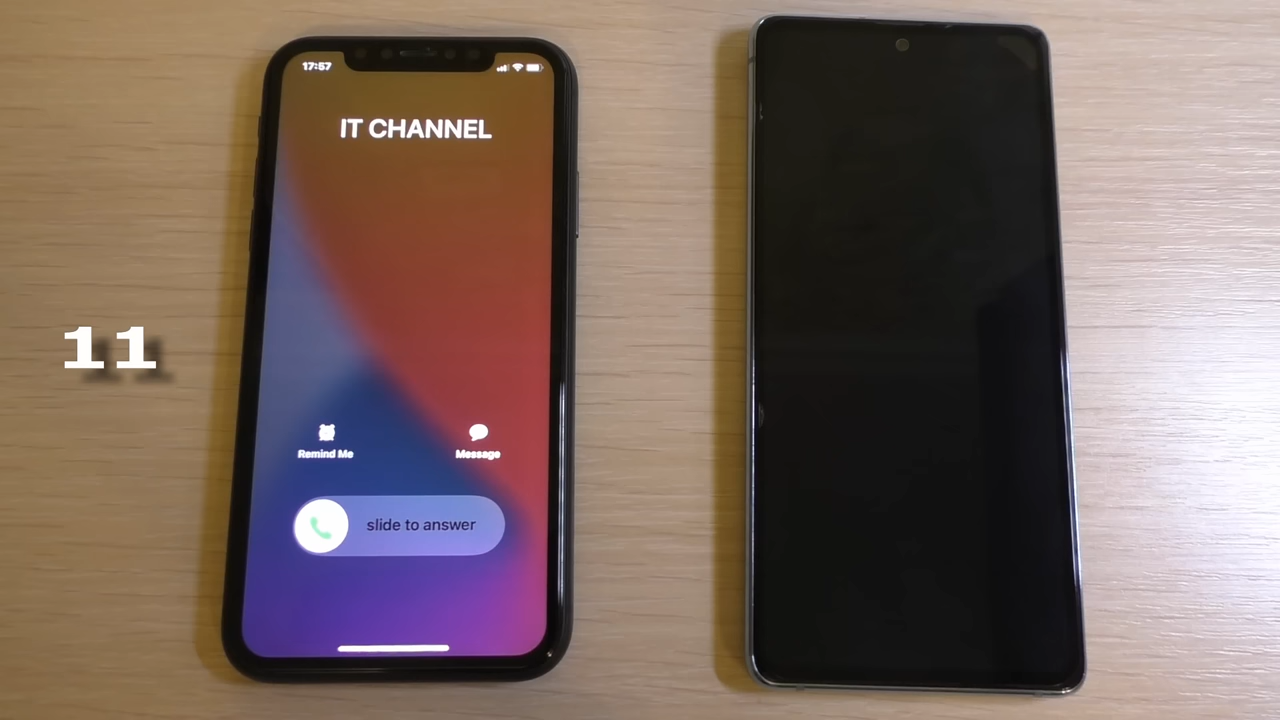 17:57
IT CHANNEL
11
Remind Me
Message
slide to answer